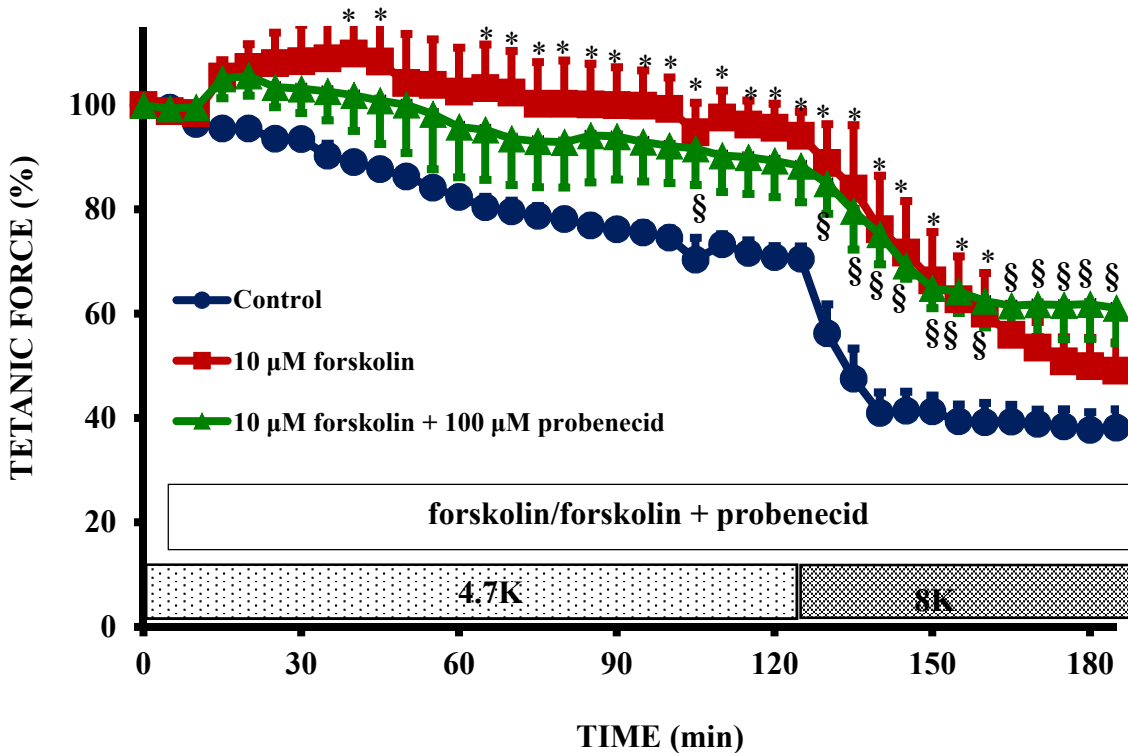 TETANIC FORCE (%)
100
80
60
40
20
0
* * * * * * * * * * * * * * * * * * * * * *
§ § § § § § § § § § § § §
Control
10 µM forskolin
10 µM forskolin + 100 µM probenecid
forskolin/forskolin + probenecid
4.7K
8K
0 30 60 90 120 150 180
TIME (min)